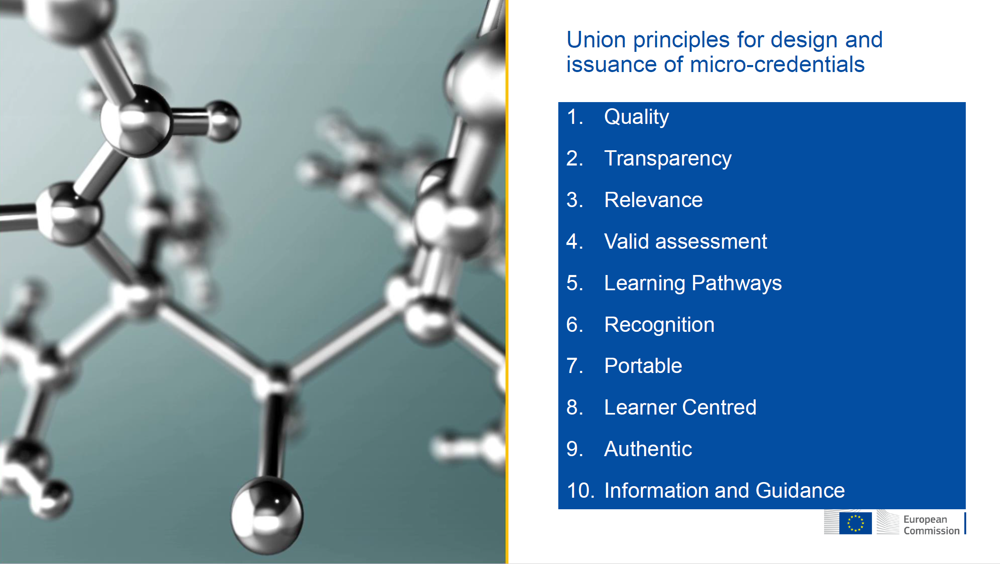 Union principles for design and
issuance of micro-credentials
1. Quality
2. Transparency
3. Relevance
4. Valid assessment
5. Learning Pathways
6. Recognition
7. Portable
8. Learner Centred
9. Authentic
10. Information and Guidance
European
Commission